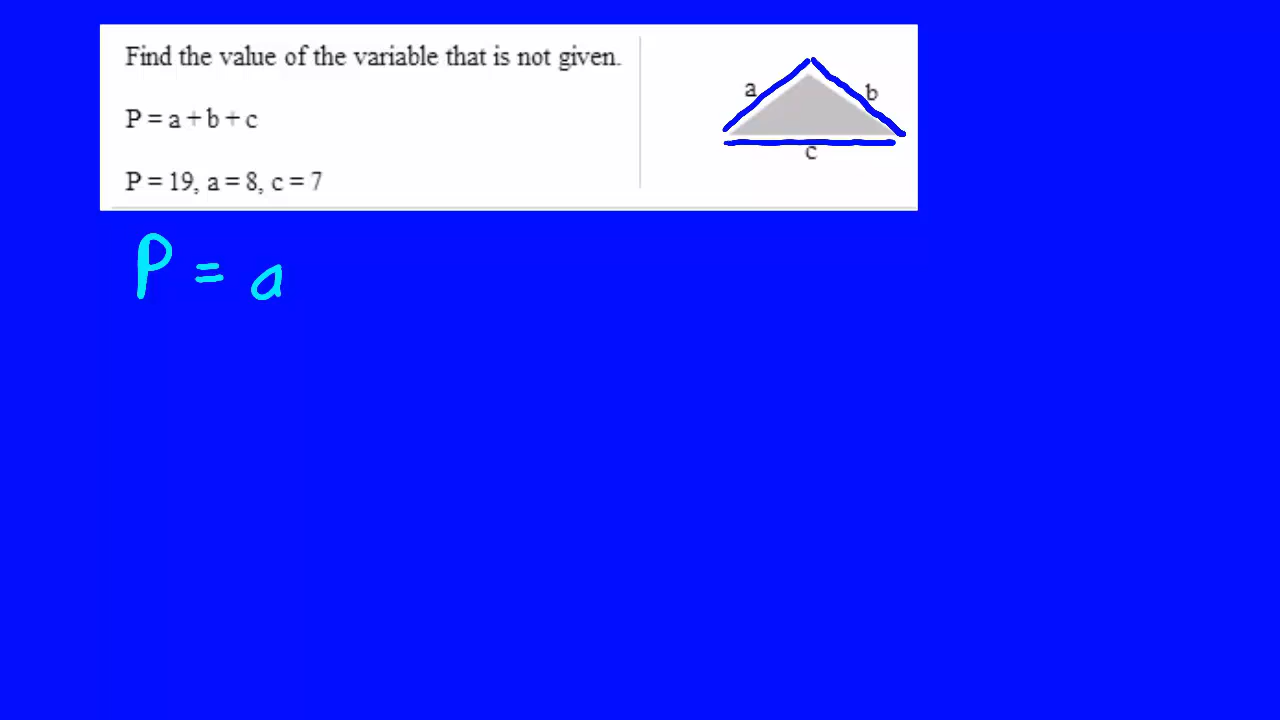 Find the value of the variable that is not given.
P = a + b + c
P = 19, a = 8, c = 7
a
b
c
P = a